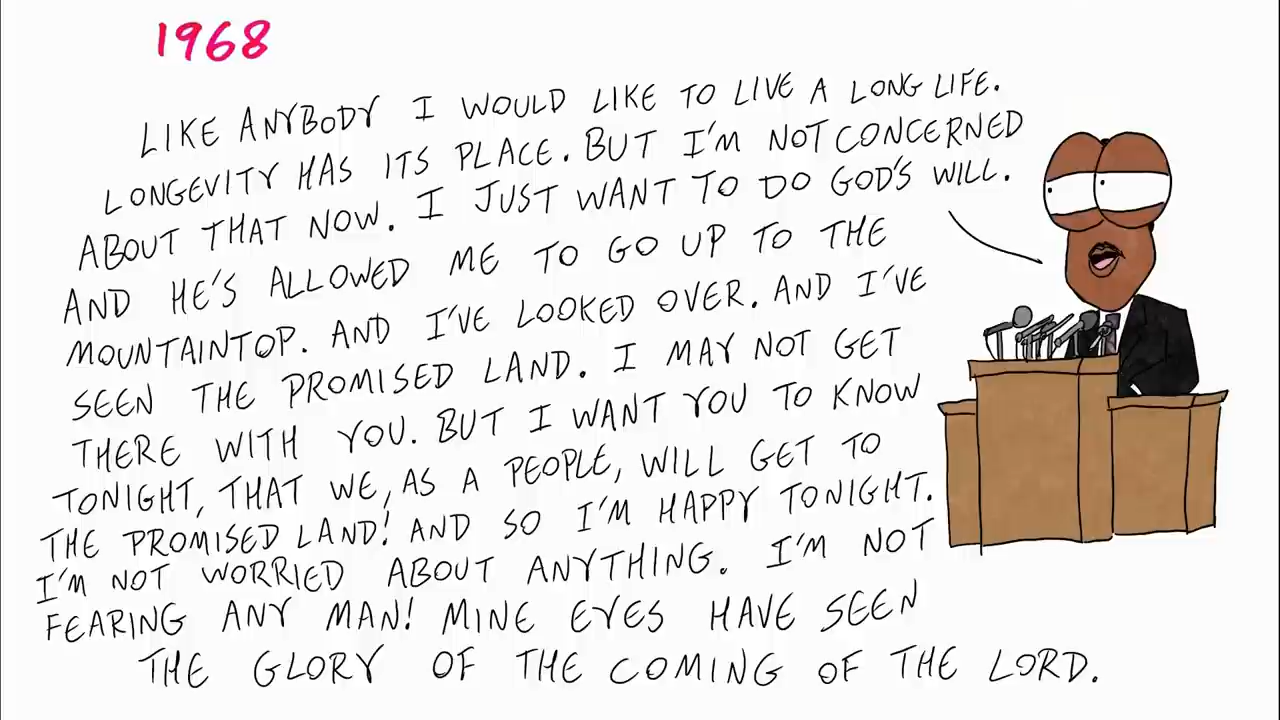 1968
LIKE ANYBODY I WOULD LIKE TO LIVE A LONG LIFE.
LONGEVITY HAS ITS PLACE. BUT I'M NOT CONCERNED
ABOUT THAT NOW. I JUST WANT TO DO GOD'S WILL.
AND HE'S ALLOWED ME TO GO UP TO THE
MOUNTAINTOP. AND I'VE LOOKED OVER. AND I'VE
SEEN THE PROMISED LAND. I MAY NOT GET
THERE WITH YOU. BUT I WANT YOU TO KNOW
TONIGHT, THAT WE, AS A PEOPLE, WILL GET TO
THE PROMISED LAND! AND SO I'M HAPPY TONIGHT.
I'M NOT WORRIED ABOUT ANYTHING. I'M NOT
FEARING ANY MAN! MINE EYES HAVE SEEN
THE GLORY OF THE COMING OF THE LORD.